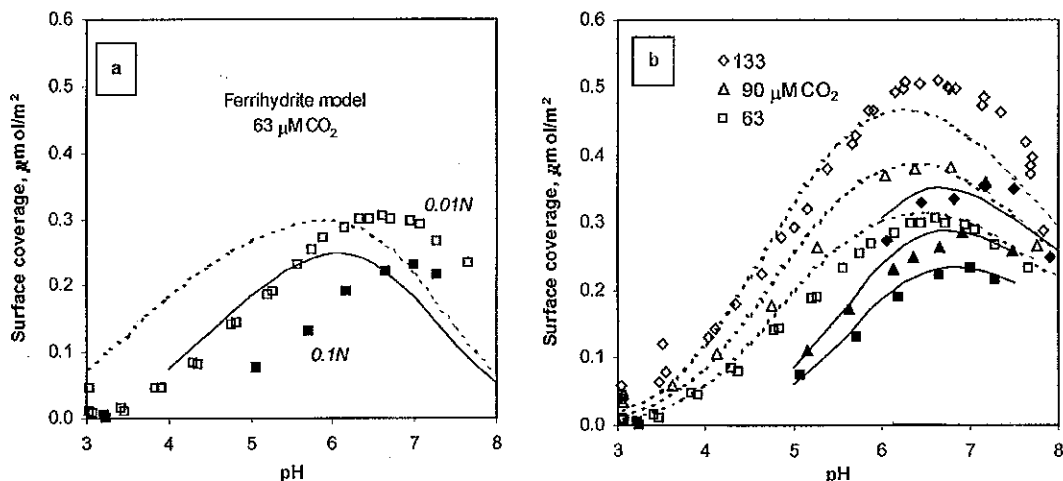 a
Ferrihydrite model
63 µM CO2
0.01N
0.1N
Surface coverage, µmol/m²
0.6
0.5
0.4
0.3
0.2
0.1
0.0
3 4 5 6 7 8
pH
b
133
90 µM CO2
63
Surface coverage, µmol/m²
0.6
0.5
0.4
0.3
0.2
0.1
0.0
3 4 5 6 7 8
pH